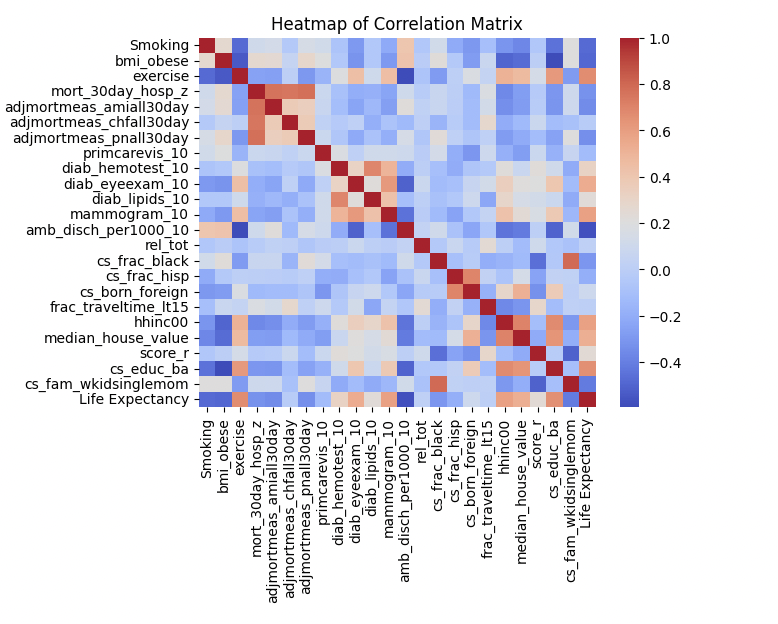 Heatmap of Correlation Matrix
Smoking
bmi_obese
exercise
mort_30day_hosp_z
adjmortmeas_amiall30day
adjmortmeas_chfall30day
adjmortmeas_pnall30day
primcarevis_10
diab_hemotest_10
diab_eyeexam_10
diab_lipids_10
mammogram_10
amb_disch_per1000_10
rel_tot
cs_frac_black
cs_frac_hisp
cs_born_foreign
frac_traveltime_lt15
hhinc00
median_house_value
score_r
cs_educ_ba
cs_fam_wkidsinglemom
Life Expectancy
Smoking
bmi_obese
exercise
mort_30day_hosp_z
adjmortmeas_amiall30day
adjmortmeas_chfall30day
adjmortmeas_pnall30day
primcarevis_10
diab_hemotest_10
diab_eyeexam_10
diab_lipids_10
mammogram_10
amb_disch_per1000_10
rel_tot
cs_frac_black
cs_frac_hisp
cs_born_foreign
frac_traveltime_lt15
hhinc00
median_house_value
score_r
cs_educ_ba
cs_fam_wkidsinglemom
Life Expectancy
1.0
0.8
0.6
0.4
0.2
0.0
−0.2
−0.4